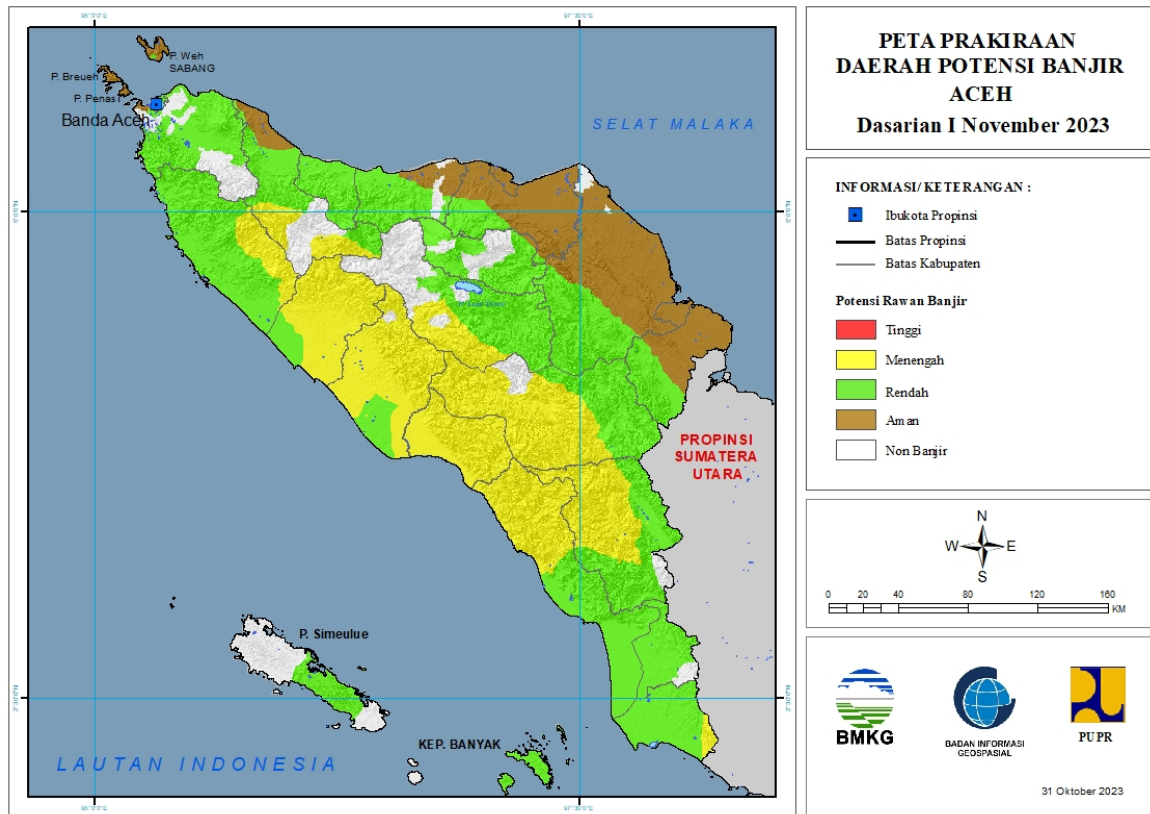 PETA PRAKIRAAN
DAERAH POTENSI BANJIR
ACEH
Dasarian I November 2023
INFORMASI/ KETERANGAN :
Ibukota Propinsi
Batas Propinsi
Batas Kabupaten
Potensi Rawan Banjir
Tinggi
Menengah
Rendah
Aman
Non Banjir
N
W E
S
0 20 40 80 120 160
KM
BMKG
BADAN INFORMASI
GEOSPASIAL
PUPR
31 Oktober 2023
P. Weh
SABANG
P. Breueh
P. Penasi
Banda Aceh
SELAT MALAKA
PROPINSI
SUMATERA
UTARA
P. Simeulue
KEP. BANYAK
LAUTAN INDONESIA